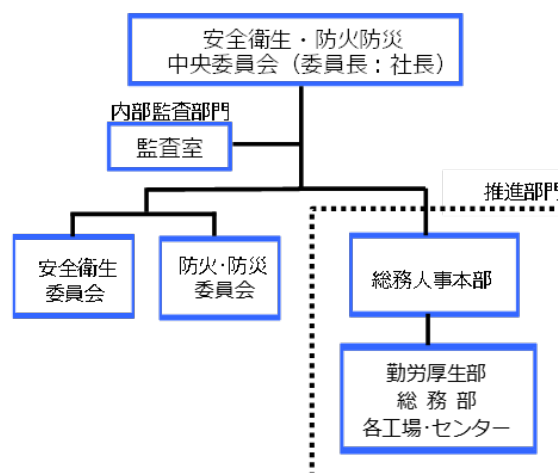 安全衛生・防火防災
中央委員会（委員長：社長）
内部監査部門
監査室
推進部門
安全衛生
委員会
防火・防災
委員会
総務人事本部
勤労厚生部
総 務 部
各工場・センター